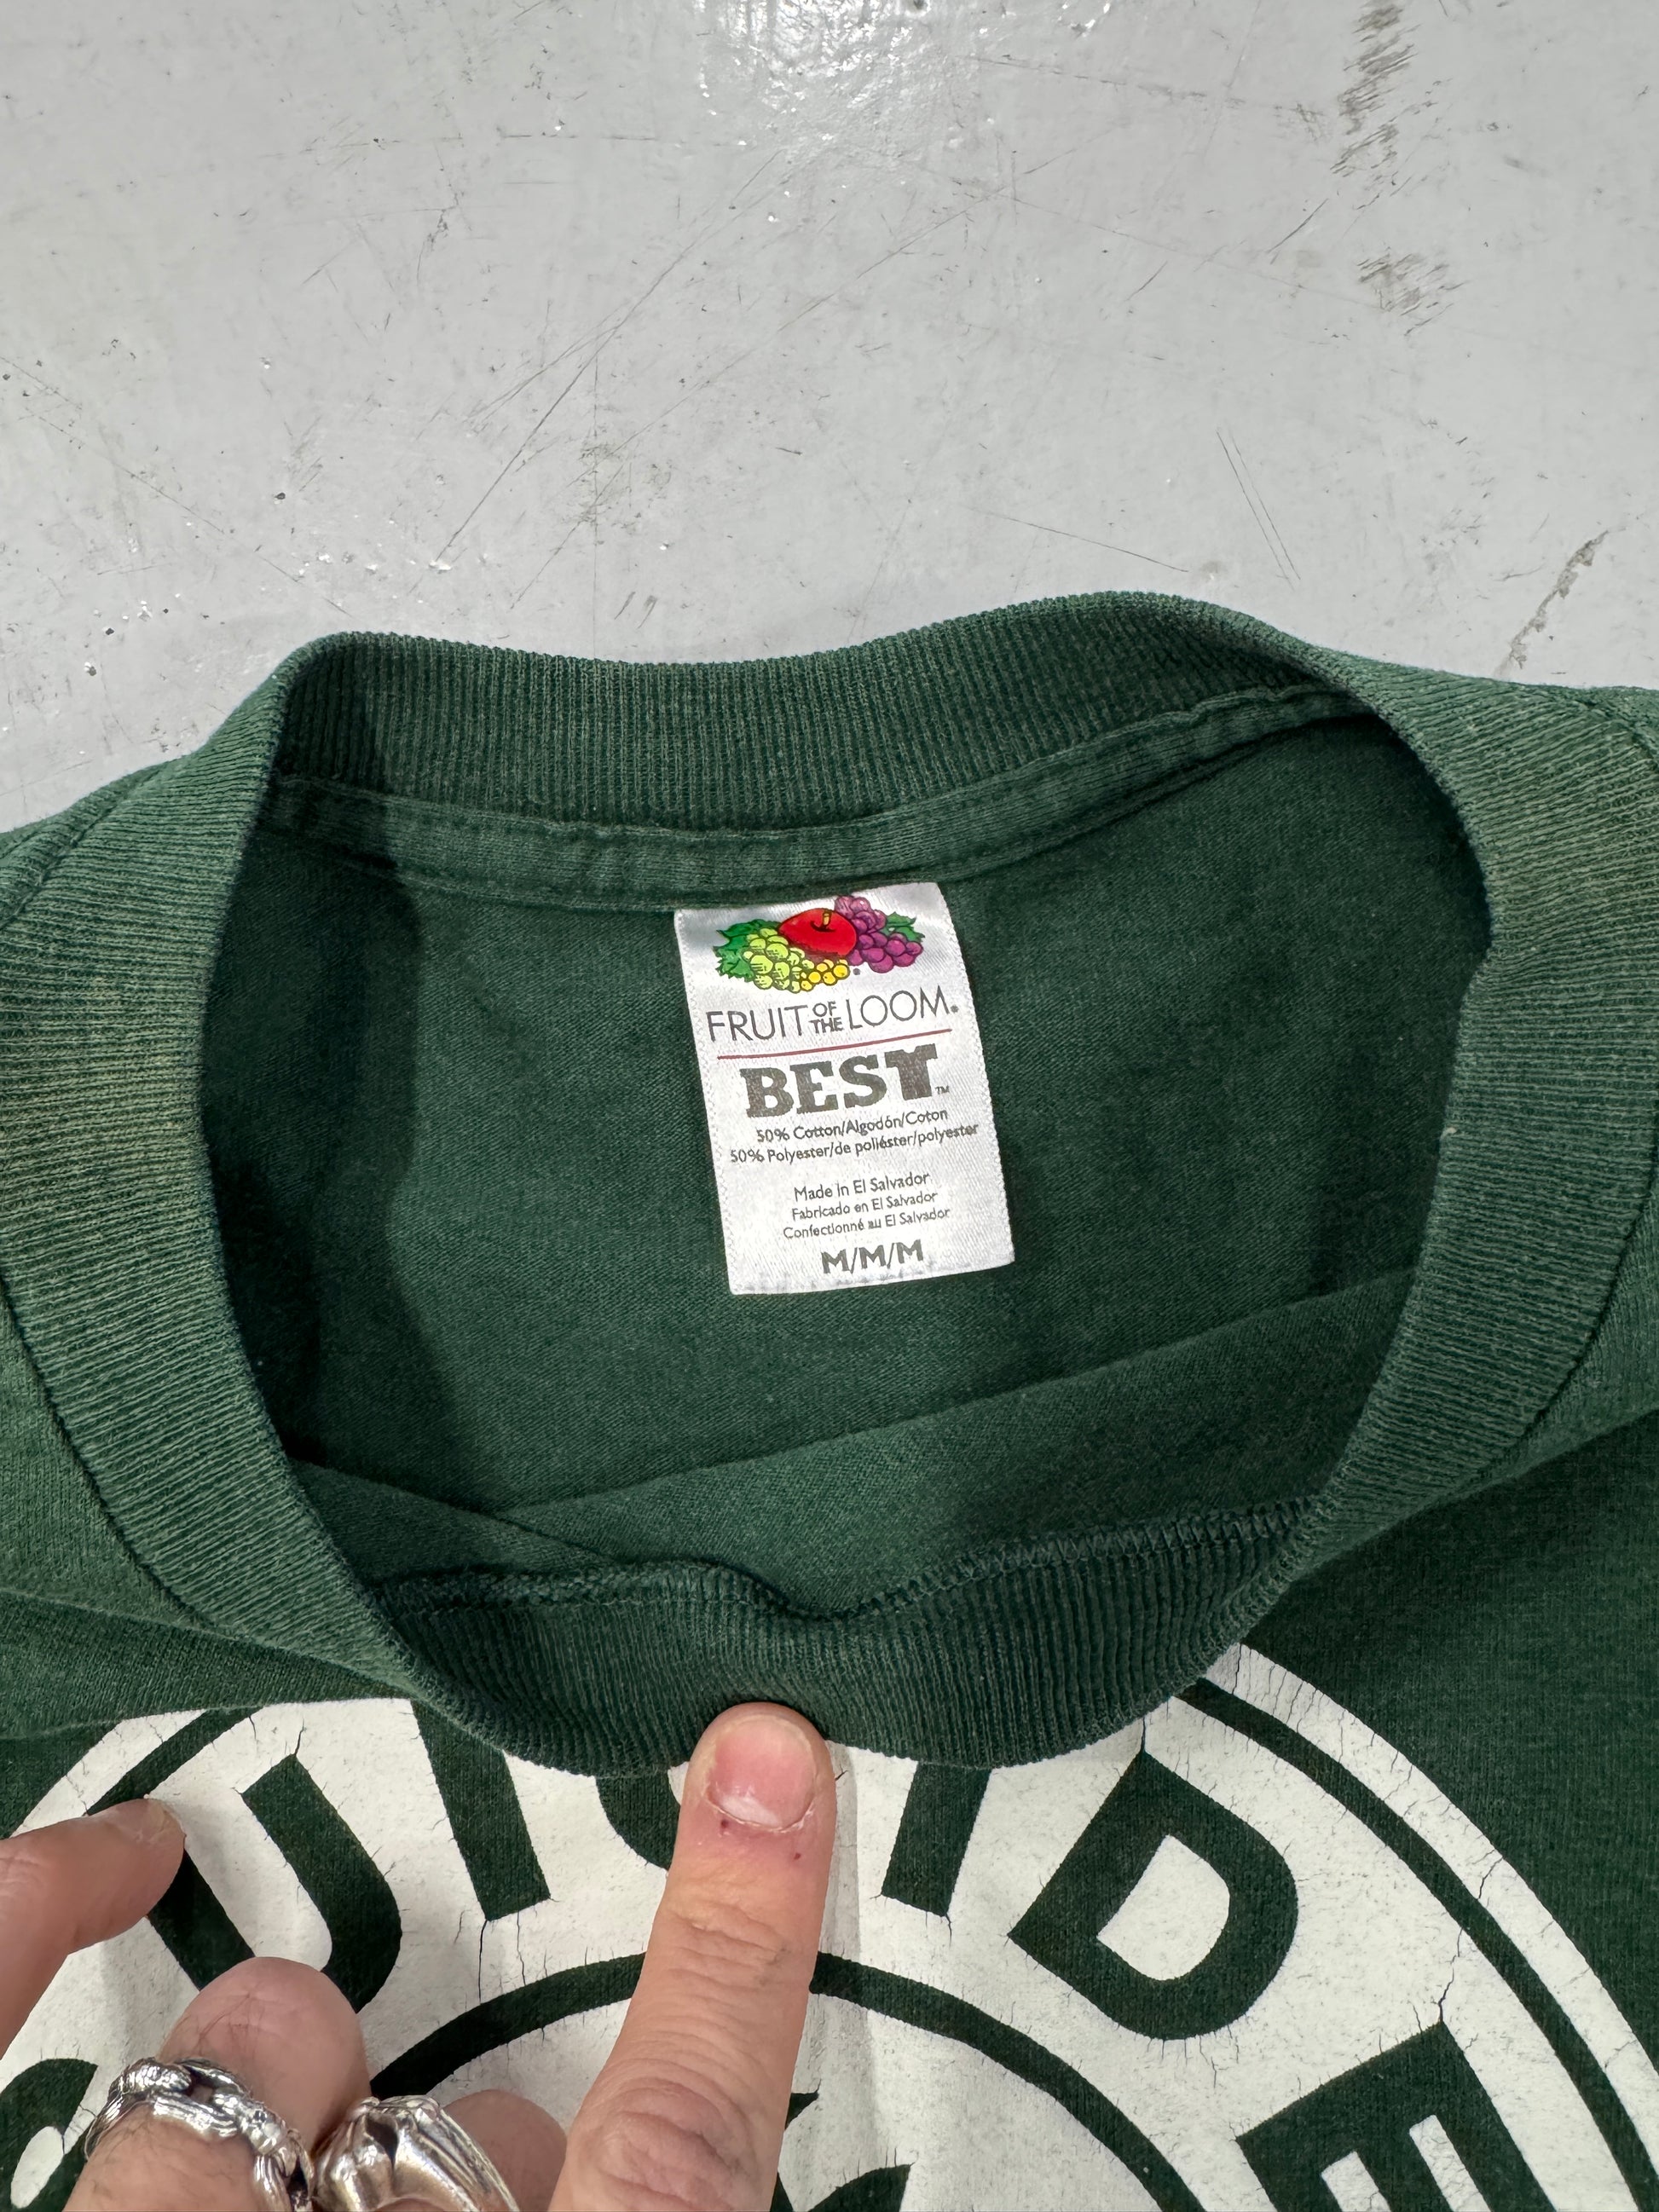 FRUIT OF THE LOOM®
BEST™
50% Cotton/Algodón/Coton
50% Polyester/de poliéster/polyester
Made in El Salvador
Fabricado en El Salvador
Confectionné au El Salvador
M/M/M